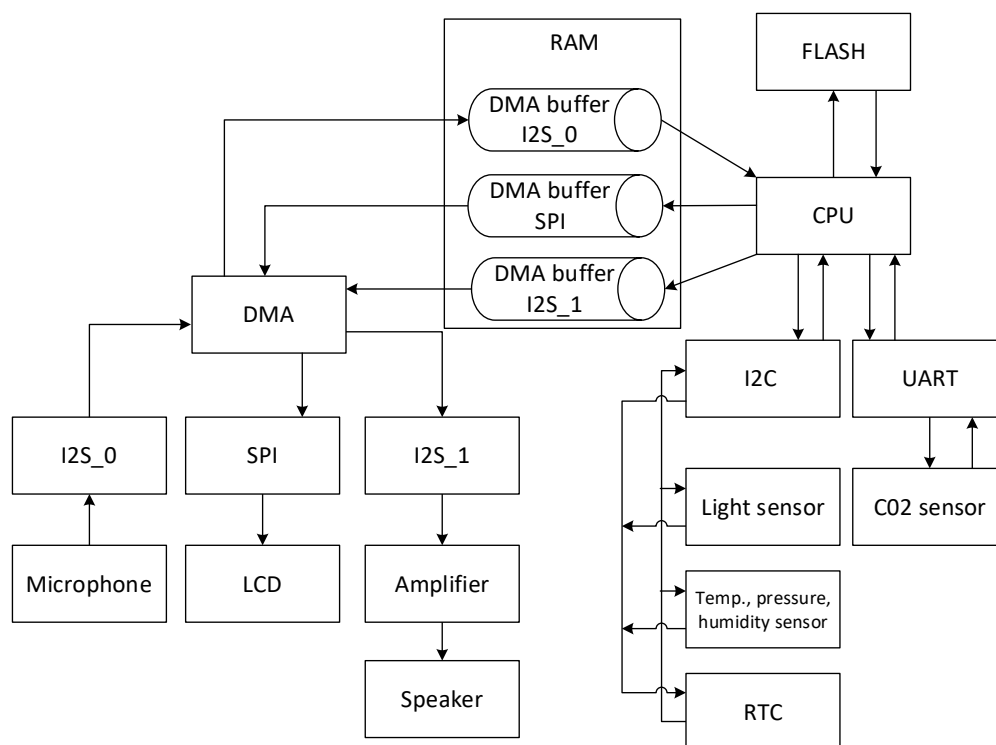 RAM
FLASH
DMA buffer
I2S_0
DMA buffer
SPI
CPU
DMA buffer
I2S_1
DMA
I2C
UART
I2S_0
SPI
I2S_1
Light sensor
C02 sensor
Microphone
LCD
Amplifier
Temp., pressure,
humidity sensor
Speaker
RTC